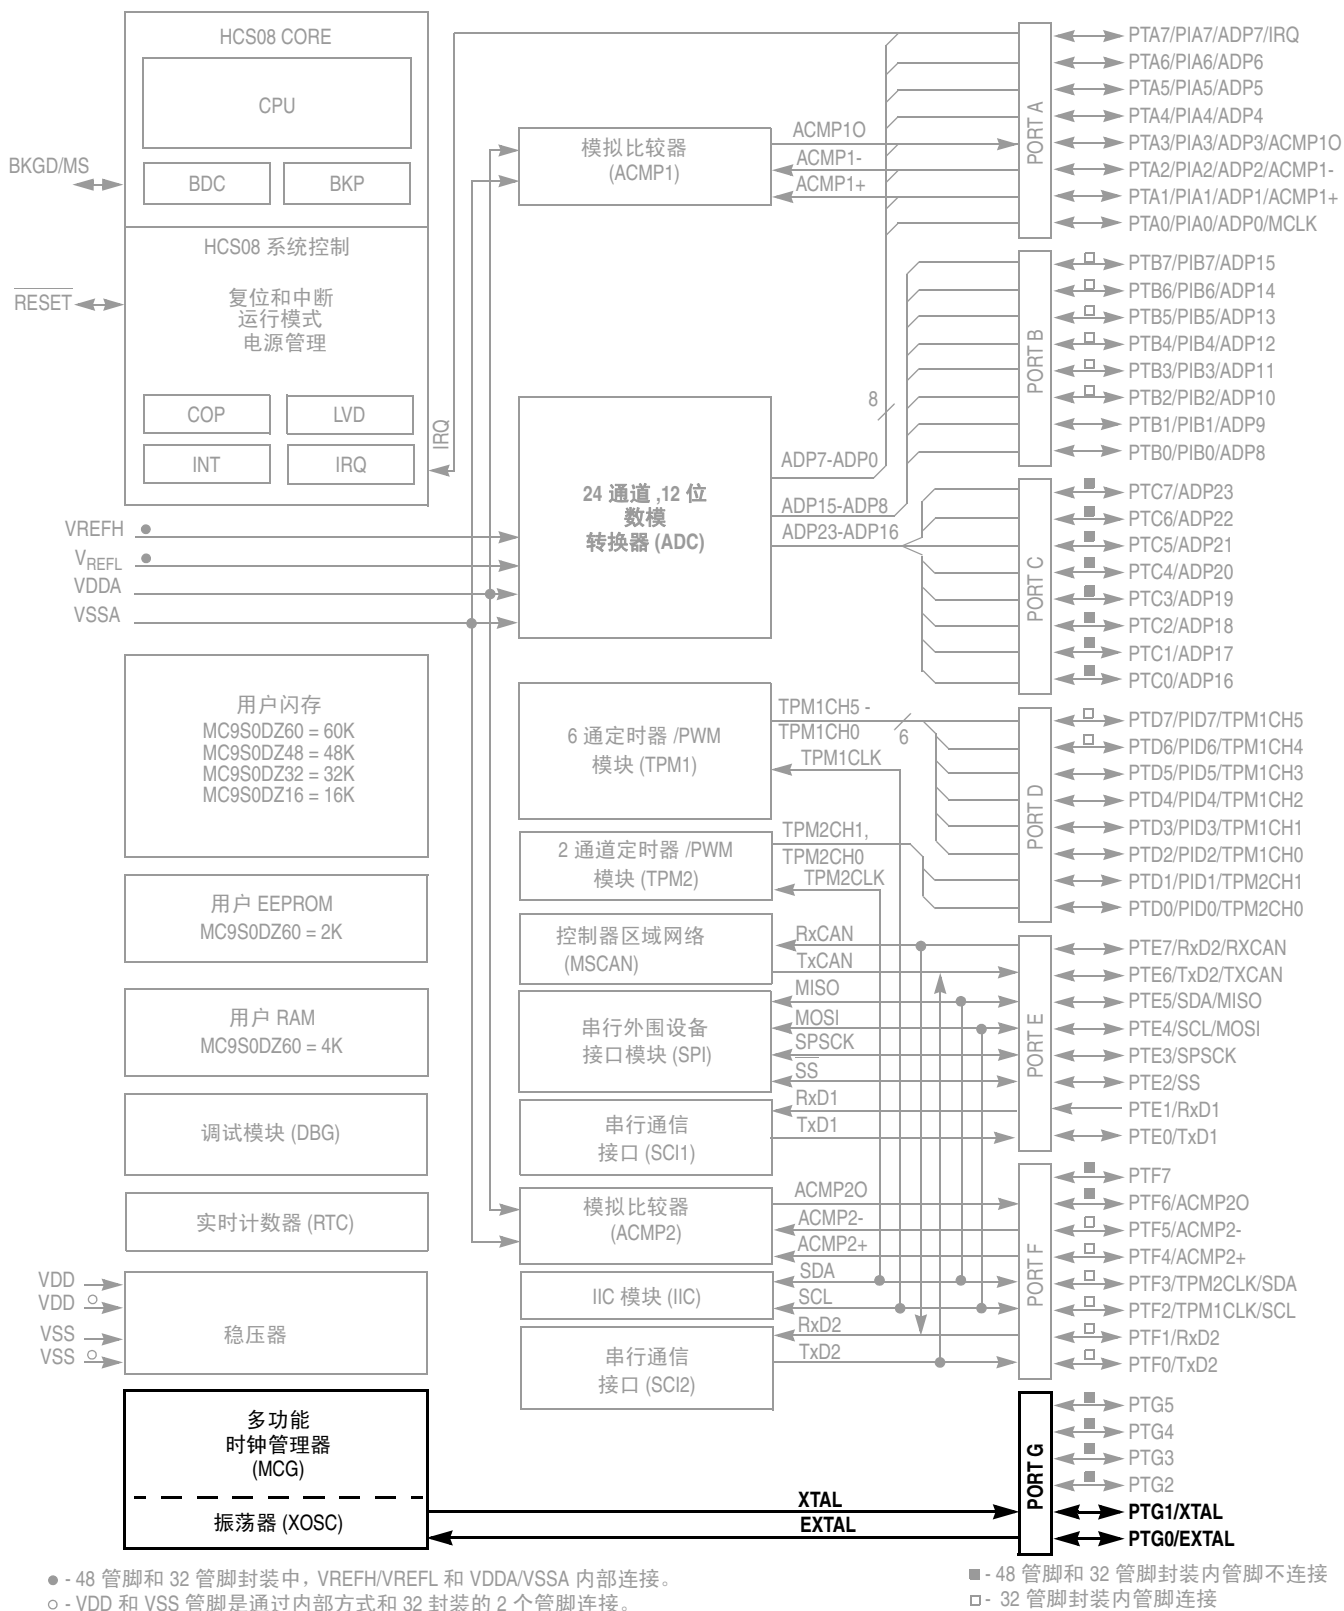 HCS08 CORE
CPU
BDC
BKP
BKGD/MS
HCS08 系统控制
复位和中断
运行模式
电源管理
RESET
COP
LVD
INT
IRQ
IRQ
VREFH
VREFL
VDDA
VSSA
用户闪存
MC9S0DZ60 = 60K
MC9S0DZ48 = 48K
MC9S0DZ32 = 32K
MC9S0DZ16 = 16K
用户 EEPROM
MC9S0DZ60 = 2K
用户 RAM
MC9S0DZ60 = 4K
调试模块 (DBG)
实时计数器 (RTC)
VDD
VDD
VSS
VSS
稳压器
多功能
时钟管理器
(MCG)
振荡器 (XOSC)
模拟比较器
(ACMP1)
ACMP1O
ACMP1-
ACMP1+
24 通道 ,12 位
数模
转换器 (ADC)
8
ADP7-ADP0
ADP15-ADP8
ADP23-ADP16
6 通定时器 /PWM
模块 (TPM1)
TPM1CH5 -
TPM1CH0
6
TPM1CLK
2 通道定时器 /PWM
模块 (TPM2)
TPM2CH1,
TPM2CH0
TPM2CLK
控制器区域网络
(MSCAN)
RxCAN
TxCAN
串行外围设备
接口模块 (SPI)
MISO
MOSI
SPSCK
SS
串行通信
接口 (SCI1)
RxD1
TxD1
模拟比较器
(ACMP2)
ACMP2O
ACMP2-
ACMP2+
IIC 模块 (IIC)
SDA
SCL
串行通信
接口 (SCI2)
RxD2
TxD2
XTAL
EXTAL
PORT A
PTA7/PIA7/ADP7/IRQ
PTA6/PIA6/ADP6
PTA5/PIA5/ADP5
PTA4/PIA4/ADP4
PTA3/PIA3/ADP3/ACMP1O
PTA2/PIA2/ADP2/ACMP1-
PTA1/PIA1/ADP1/ACMP1+
PTA0/PIA0/ADP0/MCLK
PORT B
PTB7/PIB7/ADP15
PTB6/PIB6/ADP14
PTB5/PIB5/ADP13
PTB4/PIB4/ADP12
PTB3/PIB3/ADP11
PTB2/PIB2/ADP10
PTB1/PIB1/ADP9
PTB0/PIB0/ADP8
PORT C
PTC7/ADP23
PTC6/ADP22
PTC5/ADP21
PTC4/ADP20
PTC3/ADP19
PTC2/ADP18
PTC1/ADP17
PTC0/ADP16
PORT D
PTD7/PID7/TPM1CH5
PTD6/PID6/TPM1CH4
PTD5/PID5/TPM1CH3
PTD4/PID4/TPM1CH2
PTD3/PID3/TPM1CH1
PTD2/PID2/TPM1CH0
PTD1/PID1/TPM2CH1
PTD0/PID0/TPM2CH0
PORT E
PTE7/RxD2/RXCAN
PTE6/TxD2/TXCAN
PTE5/SDA/MISO
PTE4/SCL/MOSI
PTE3/SPSCK
PTE2/SS
PTE1/RxD1
PTE0/TxD1
PORT F
PTF7
PTF6/ACMP2O
PTF5/ACMP2-
PTF4/ACMP2+
PTF3/TPM2CLK/SDA
PTF2/TPM1CLK/SCL
PTF1/RxD2
PTF0/TxD2
PORT G
PTG5
PTG4
PTG3
PTG2
PTG1/XTAL
PTG0/EXTAL
● - 48 管脚和 32 管脚封装中，VREFH/VREFL 和 VDDA/VSSA 内部连接。
○ - VDD 和 VSS 管脚是通过内部方式和 32 封装的 2 个管脚连接。
■ - 48 管脚和 32 管脚封装内管脚不连接
□ - 32 管脚封装内管脚连接